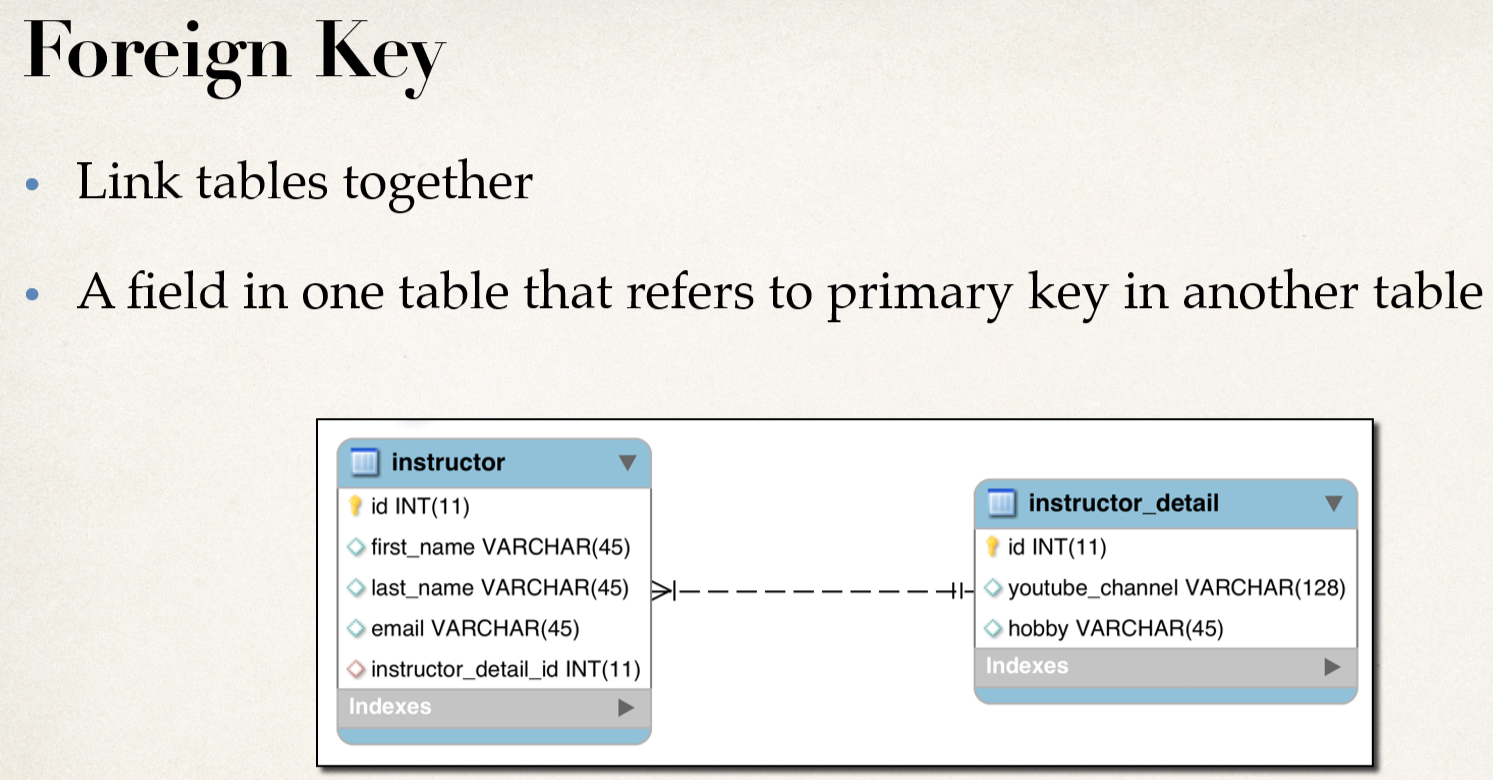 Foreign Key
• Link tables together
• A field in one table that refers to primary key in another table
instructor
id INT(11)
first_name VARCHAR(45)
last_name VARCHAR(45)
email VARCHAR(45)
instructor_detail_id INT(11)
Indexes
instructor_detail
id INT(11)
youtube_channel VARCHAR(128)
hobby VARCHAR(45)
Indexes